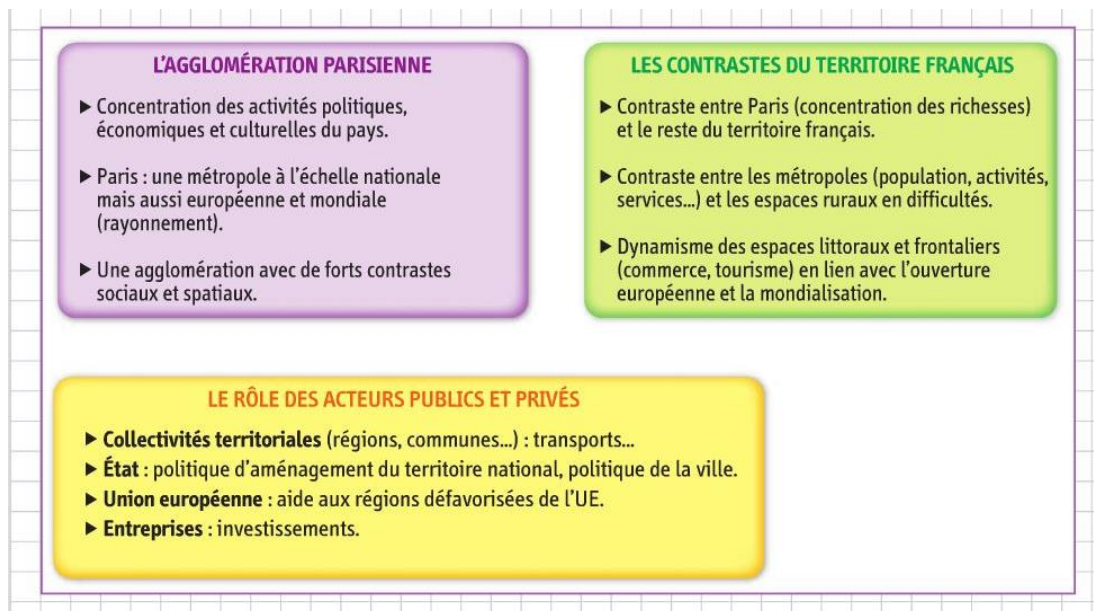 L'AGGLOMÉRATION PARISIENNE
▶ Concentration des activités politiques,
économiques et culturelles du pays.
▶ Paris : une métropole à l'échelle nationale
mais aussi européenne et mondiale
(rayonnement).
▶ Une agglomération avec de forts contrastes
sociaux et spatiaux.
LES CONTRASTES DU TERRITOIRE FRANÇAIS
▶ Contraste entre Paris (concentration des richesses)
et le reste du territoire français.
▶ Contraste entre les métropoles (population, activités,
services...) et les espaces ruraux en difficultés.
▶ Dynamisme des espaces littoraux et frontaliers
(commerce, tourisme) en lien avec l'ouverture
européenne et la mondialisation.
LE RÔLE DES ACTEURS PUBLICS ET PRIVÉS
▶ Collectivités territoriales (régions, communes...) : transports...
▶ État : politique d'aménagement du territoire national, politique de la ville.
▶ Union européenne : aide aux régions défavorisées de l'UE.
▶ Entreprises : investissements.